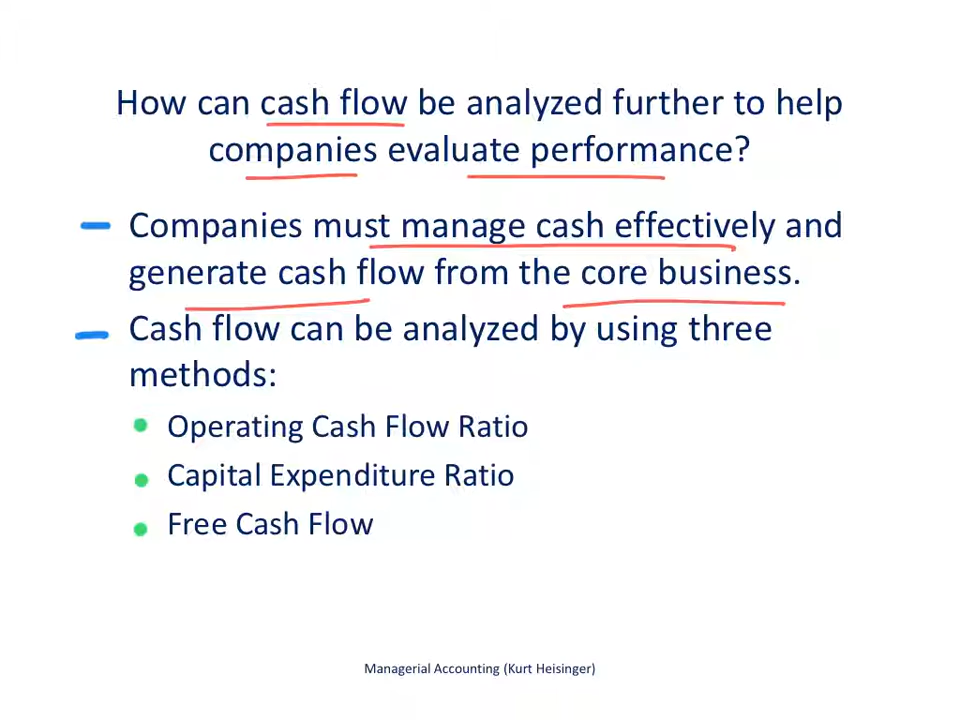 How can cash flow be analyzed further to help
companies evaluate performance?
Companies must manage cash effectively and
generate cash flow from the core business.
Cash flow can be analyzed by using three
methods:
Operating Cash Flow Ratio
Capital Expenditure Ratio
Free Cash Flow
Managerial Accounting (Kurt Heisinger)